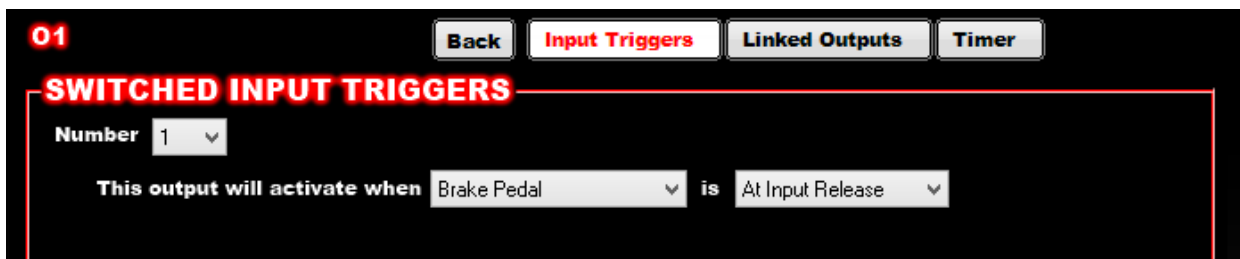 O1 Back Input Triggers Linked Outputs Timer
SWITCHED INPUT TRIGGERS
Number 1
This output will activate when Brake Pedal is At Input Release